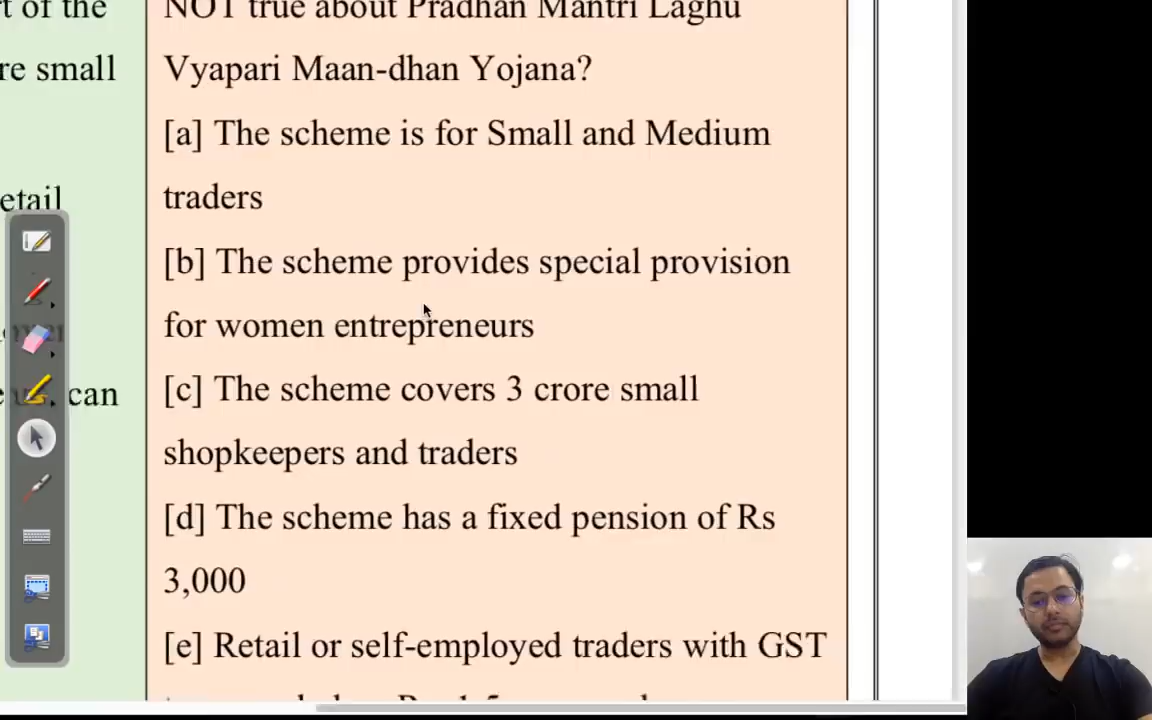 rt of the
re small
etail
can
NOT true about Pradhan Mantri Laghu
Vyapari Maan-dhan Yojana?
[a] The scheme is for Small and Medium
traders
[b] The scheme provides special provision
for women entrepreneurs
[c] The scheme covers 3 crore small
shopkeepers and traders
[d] The scheme has a fixed pension of Rs
3,000
[e] Retail or self-employed traders with GST